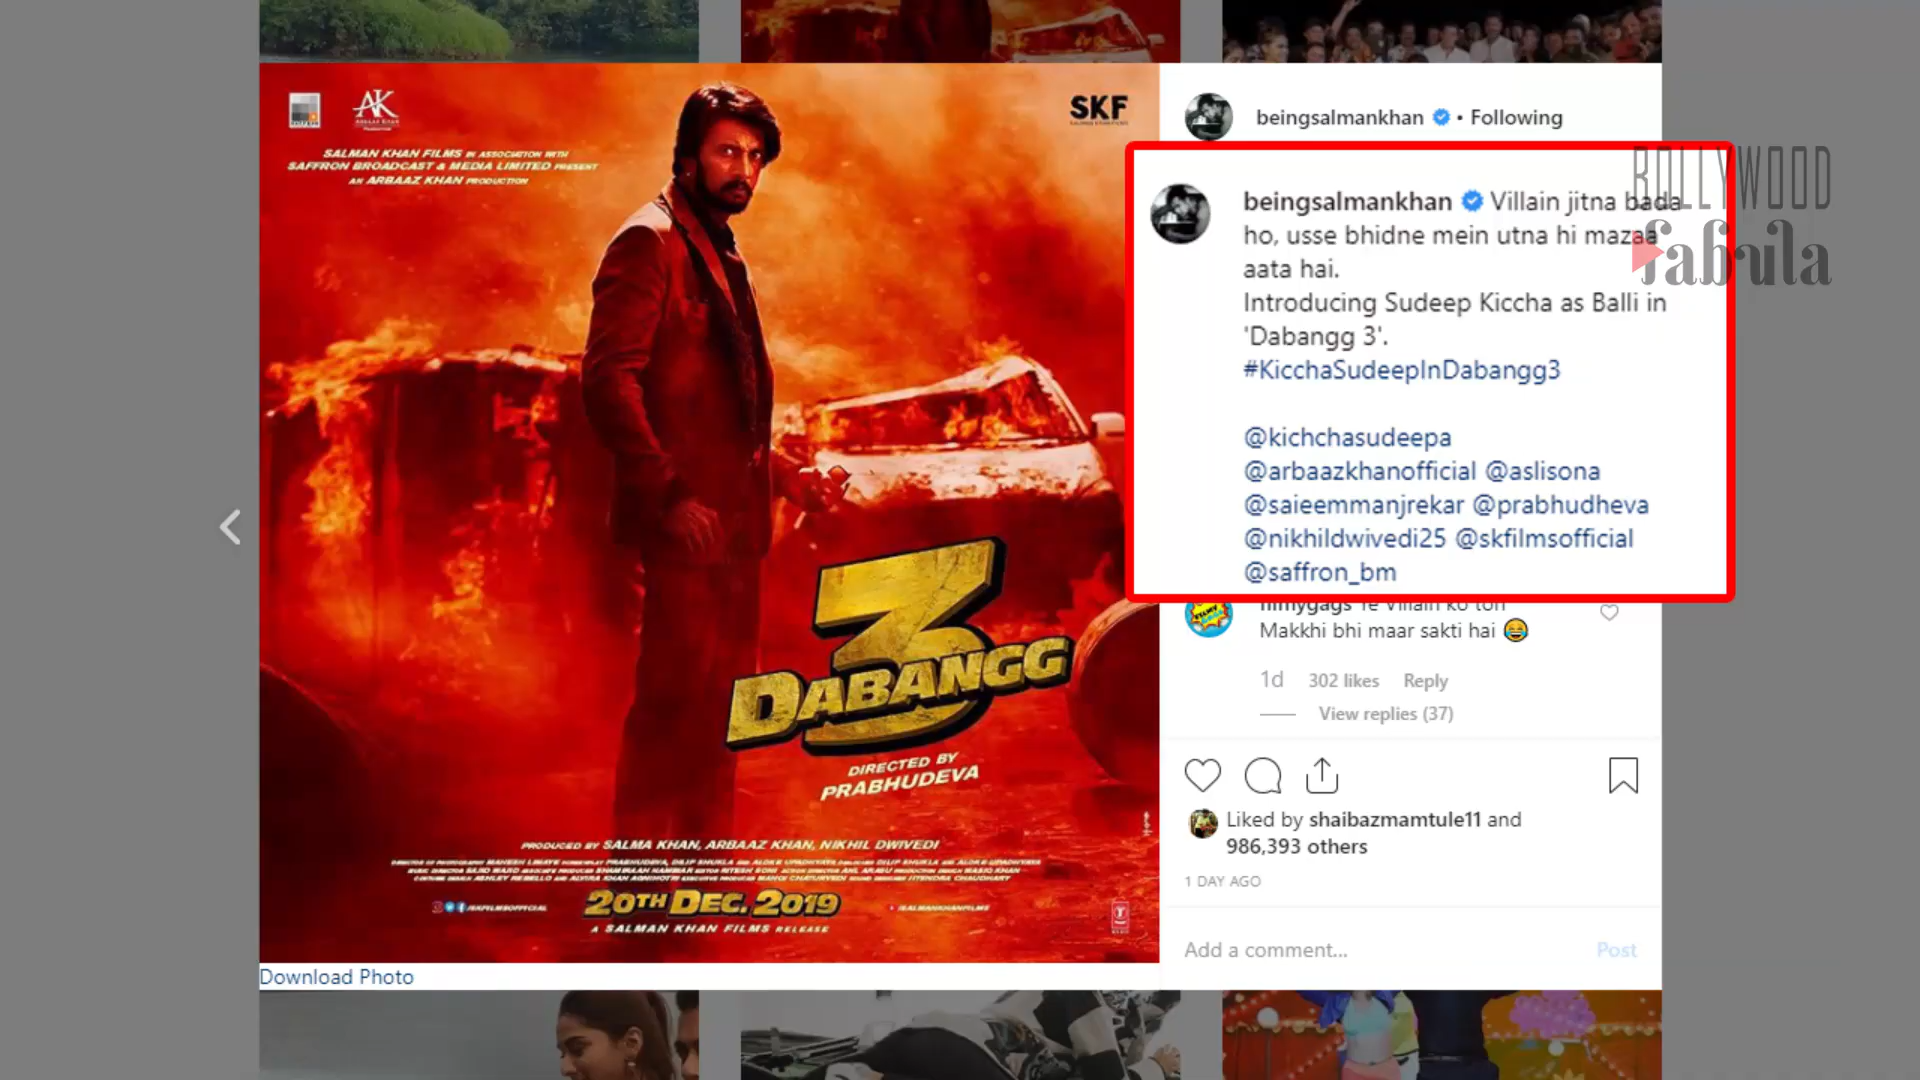 AK
ARBAAZ KHAN
PRODUCTION
SKF
SALMAN KHAN FILMS IN ASSOCIATION WITH
SAFFRON BROADCAST & MEDIA LIMITED PRESENT
AN ARBAAZ KHAN PRODUCTION
3
DABANGG
DIRECTED BY
PRABHUDEVA
PRODUCED BY SALMA KHAN, ARBAAZ KHAN, NIKHIL DWIVEDI
/SKFILMSOFFICIAL
20TH DEC. 2019
/SALMANKHANFILMS
A SALMAN KHAN FILMS RELEASE
Download Photo
beingsalmankhan • Following
BOLLYWOOD
fabula
beingsalmankhan Villain jitna bada
ho, usse bhidne mein utna hi mazaa
aata hai.
Introducing Sudeep Kiccha as Balli in
'Dabangg 3'.
#KicchaSudeepInDabangg3
@kichchasudeepa
@arbaazkhanofficial @aslisona
@saieemmanjrekar @prabhudheva
@nikhildwivedi25 @skfilmsofficial
@saffron_bm
filmygags Ye Villain ko toh
Makkhi bhi maar sakti hai 😂
1d 302 likes Reply
View replies (37)
Liked by shaibazmamtule11 and
986,393 others
1 DAY AGO
Add a comment... Post